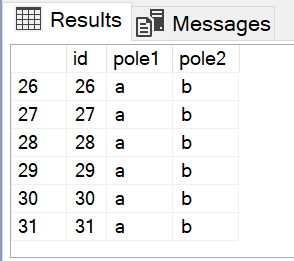 Results Messages
id pole1 pole2
26 26 a b
27 27 a b
28 28 a b
29 29 a b
30 30 a b
31 31 a b